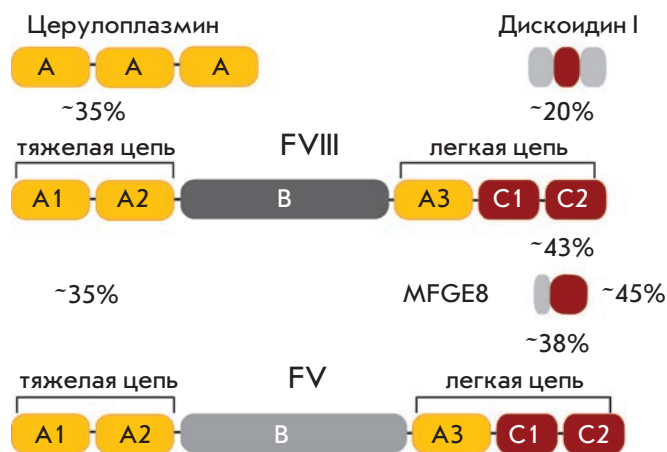 Церулоплазмин Дискоидин I
A A A
~35% ~20%
тяжелая цепь FVIII легкая цепь
A1 A2 B A3 C1 C2
~43%
~35% MFGE8 ~45%
~38%
тяжелая цепь FV легкая цепь
A1 A2 B A3 C1 C2